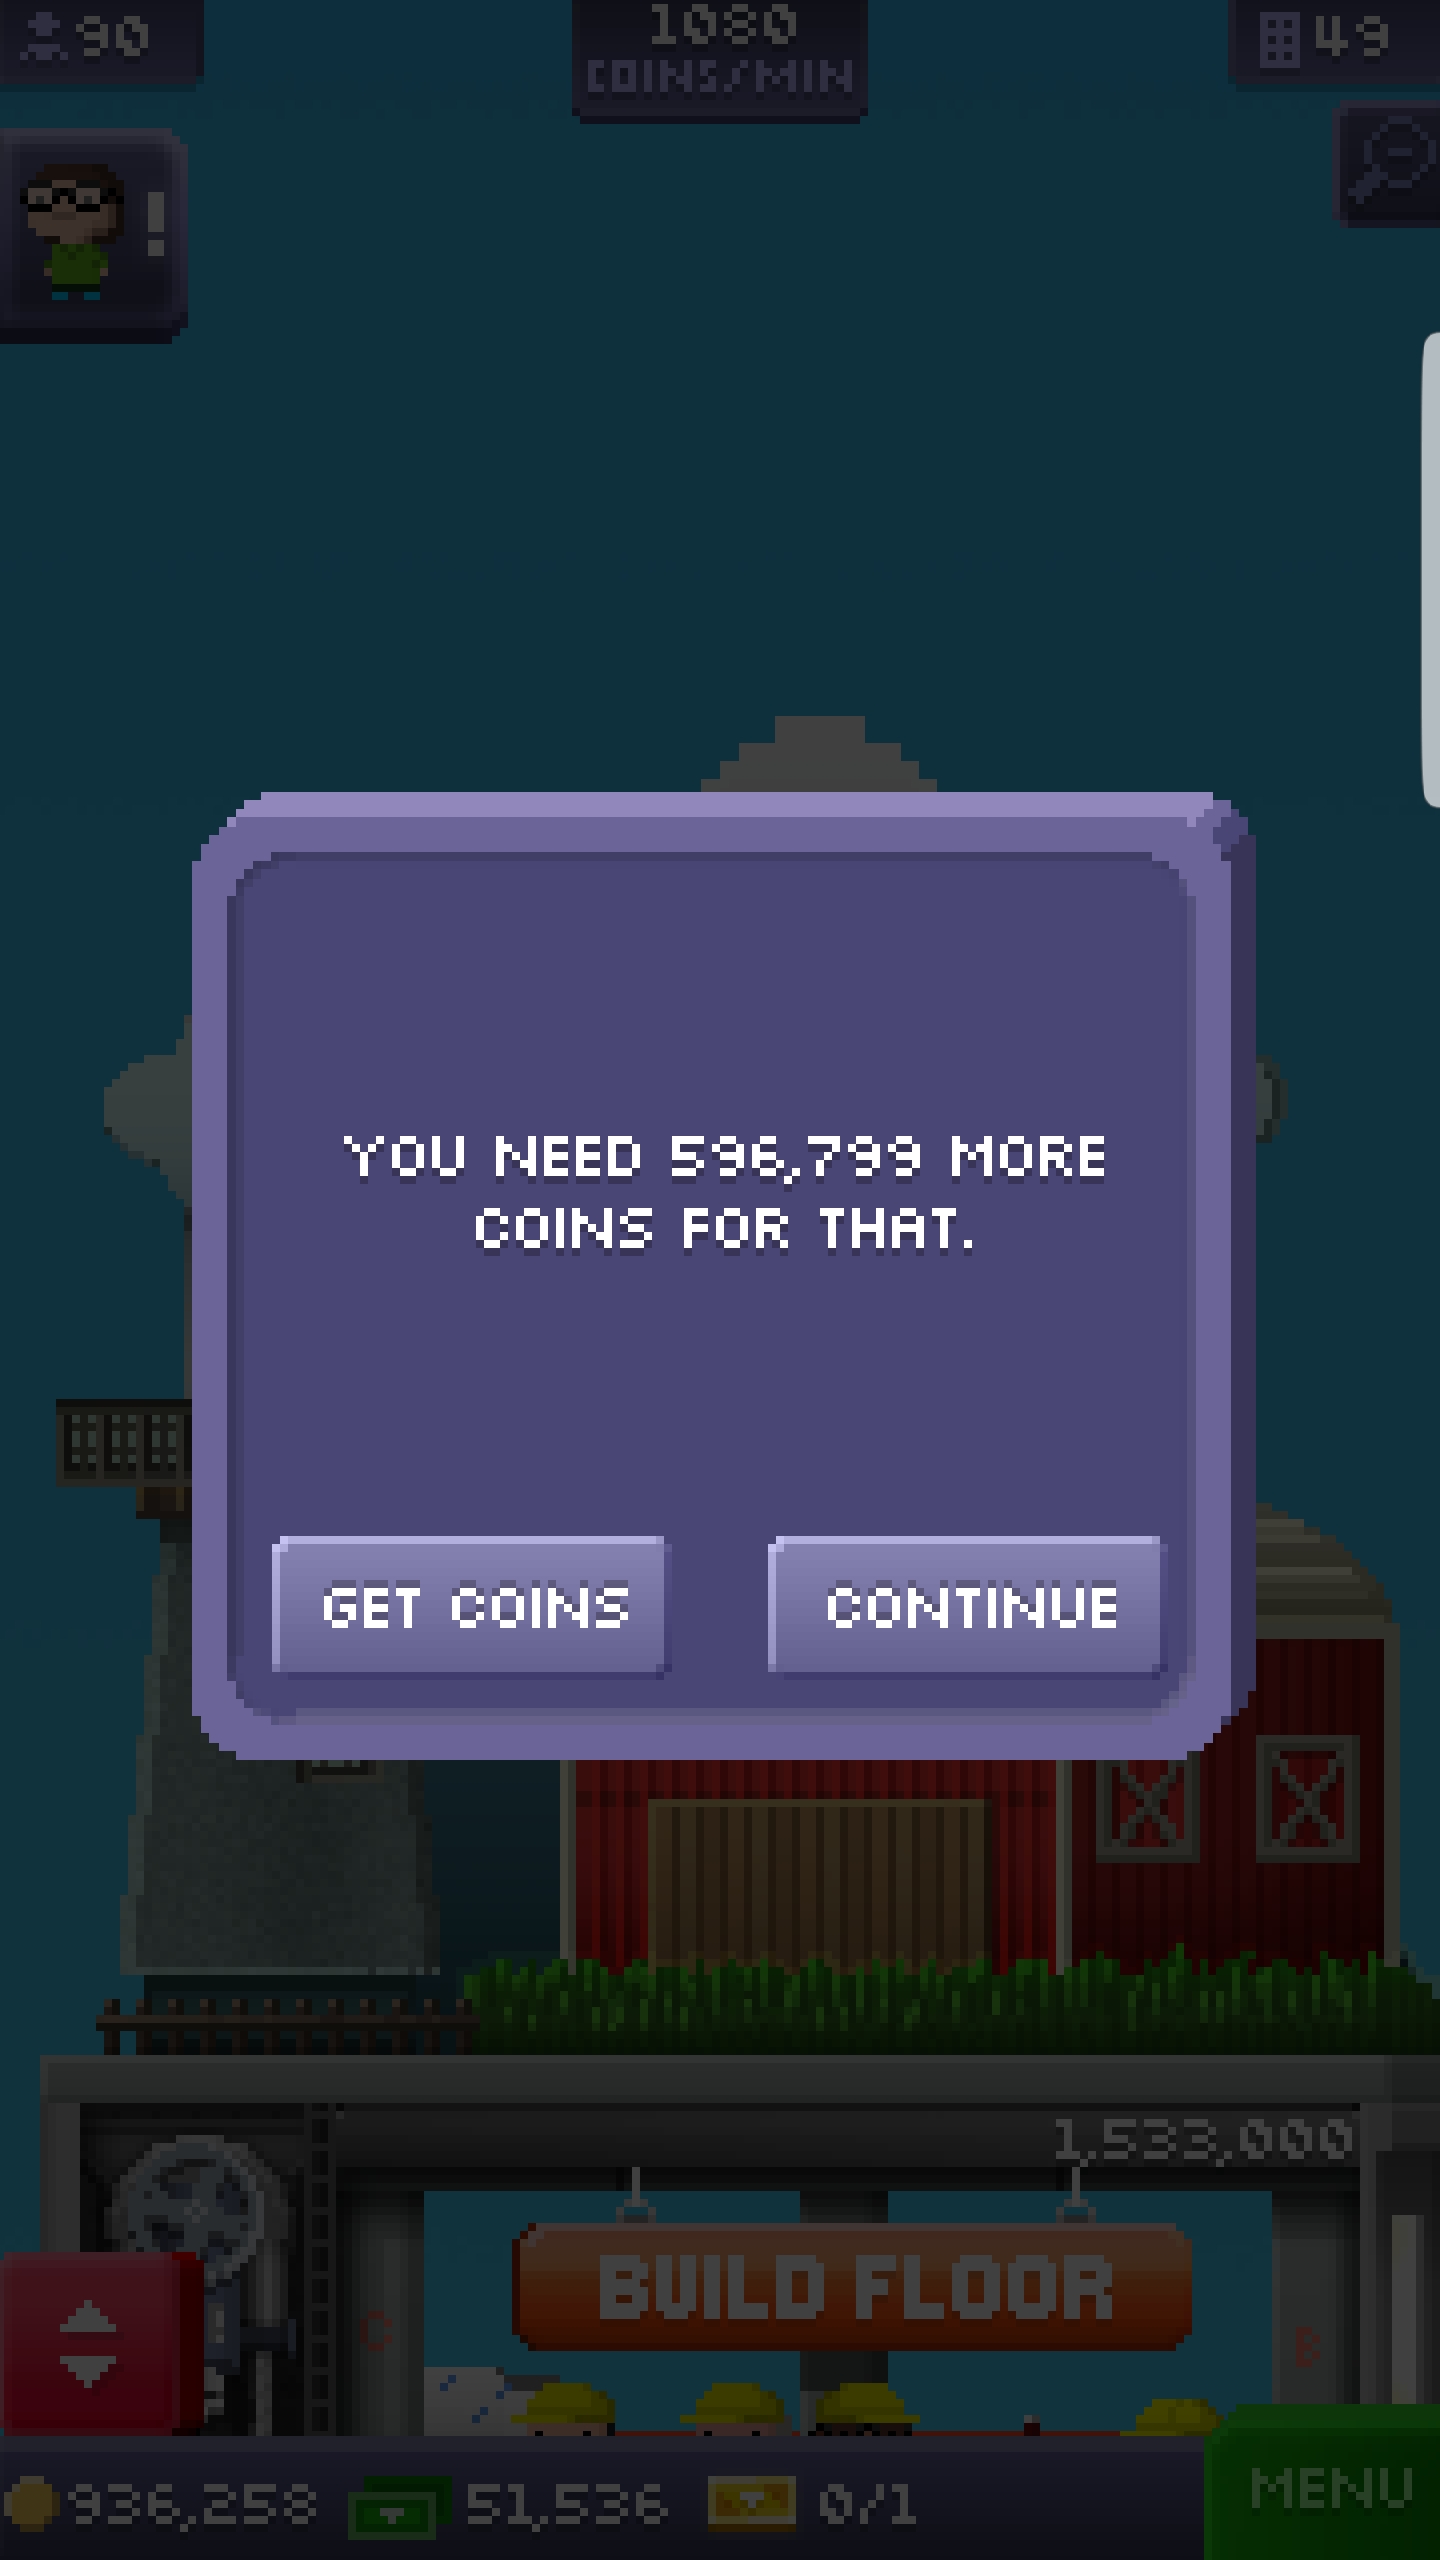 90
1080
COINS/MIN
49
!
YOU NEED 596,799 MORE
COINS FOR THAT.
GET COINS
CONTINUE
1,533,000
BUILD FLOOR
C
B
936,258
51,536
0/1
MENU